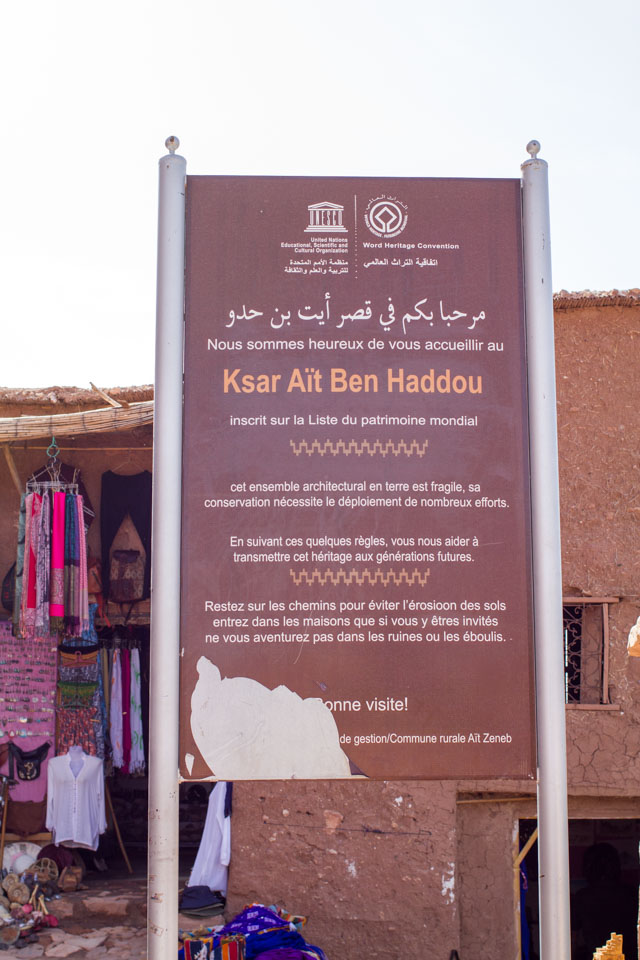 United Nations
Educational, Scientific and
Cultural Organization
منظمة الأمم المتحدة
للتربية والعلم والثقافة
Word Heritage Convention
إتفاقية التراث العالمي
مرحبا بكم في قصر أيت بن حدو
Nous sommes heureux de vous accueillir au
Ksar Aït Ben Haddou
inscrit sur la Liste du patrimoine mondial
cet ensemble architectural en terre est fragile, sa
conservation nécessite le déploiement de nombreux efforts.
En suivant ces quelques règles, vous nous aider à
transmettre cet héritage aux générations futures.
Restez sur les chemins pour éviter l'érosioon des sols
entrez dans les maisons que si vous y êtres invités
ne vous aventurez pas dans les ruines ou les éboulis.
onne visite!
de gestion/Commune rurale Aït Zeneb